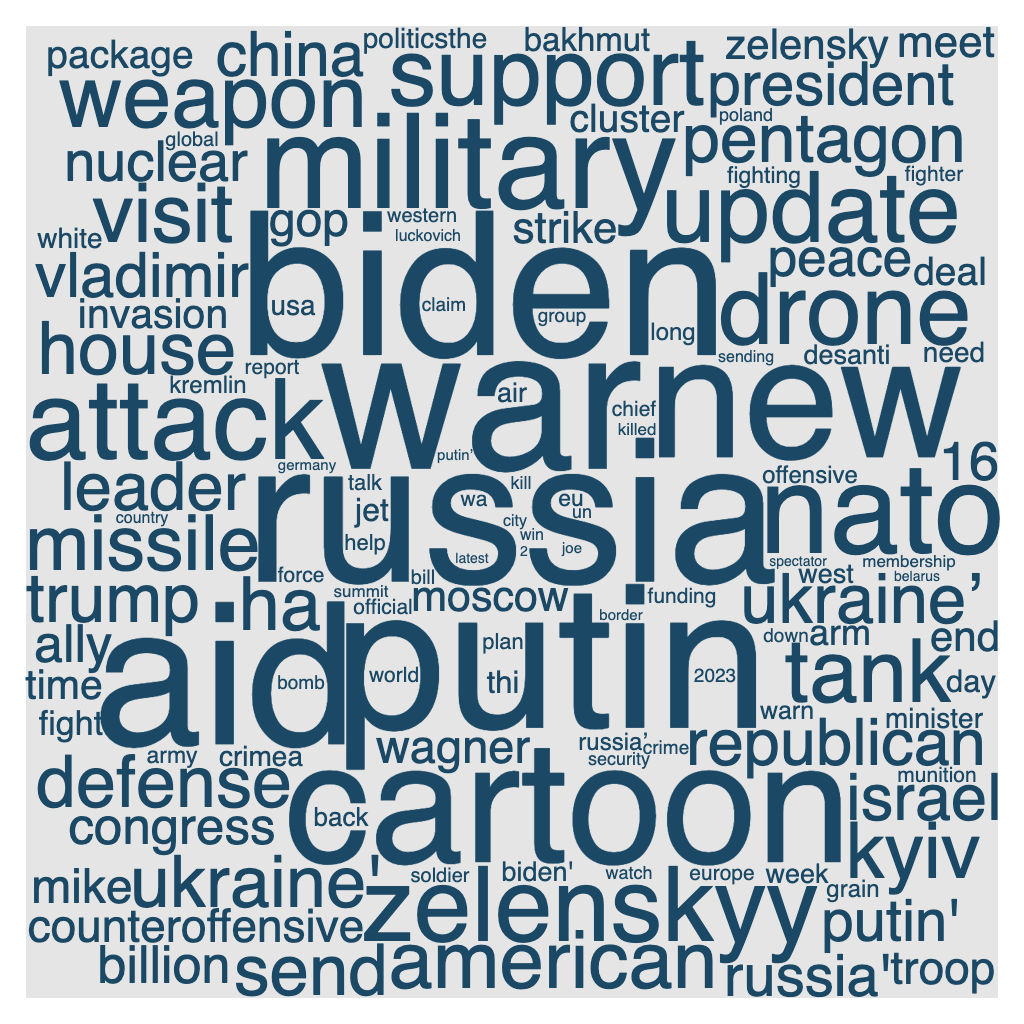 package china politicsthe bakhmut zelensky meet
weapon support president
global cluster poland
nuclear military pentagon
fighting fighter
visit gop western strike update
white luckovich
vladimir biden peace deal
invasion usa claim group long drone
house report sending desanti need
kremlin
attack war new
air chief killed
putin’
germany
leader russia offensive 16
talk kill
country jet wa eu un nato
missile city win
help 2 joe
latest spectator membership
force bill west belarus
trump ha summit official moscow funding ukraine’
border
ally aid putin down arm end
plan
time bomb world thi 2023 tank day
fight warn minister
army crimea wagner russia’ crime republican
security
defense munition
cartoon israel
congress back
kyiv
mike ukraine' soldier biden' watch europe week
grain
counteroffensive zelenskyy putin'
billion send american russia' troop